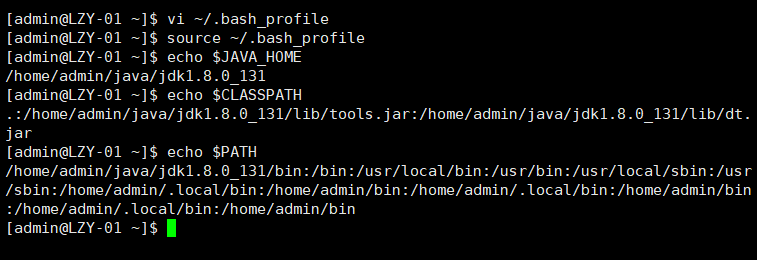 [admin@LZY-01 ~]$ vi ~/.bash_profile
[admin@LZY-01 ~]$ source ~/.bash_profile
[admin@LZY-01 ~]$ echo $JAVA_HOME
/home/admin/java/jdk1.8.0_131
[admin@LZY-01 ~]$ echo $CLASSPATH
.:/home/admin/java/jdk1.8.0_131/lib/tools.jar:/home/admin/java/jdk1.8.0_131/lib/dt.
jar
[admin@LZY-01 ~]$ echo $PATH
/home/admin/java/jdk1.8.0_131/bin:/bin:/usr/local/bin:/usr/bin:/usr/local/sbin:/usr
/sbin:/home/admin/.local/bin:/home/admin/bin:/home/admin/.local/bin:/home/admin/bin
:/home/admin/.local/bin:/home/admin/bin
[admin@LZY-01 ~]$